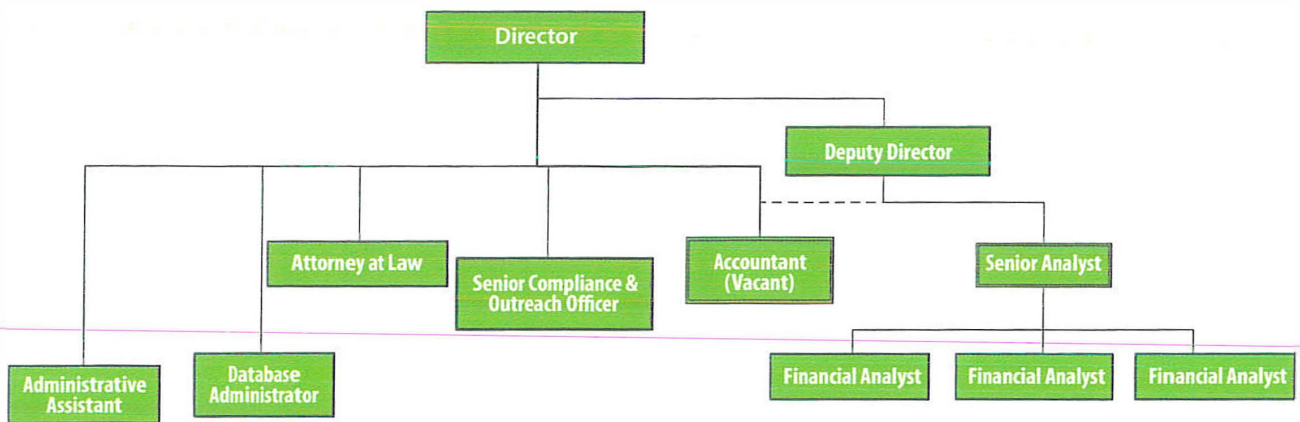 Director
Deputy Director
Attorney at Law
Senior Compliance &
Outreach Officer
Accountant
(Vacant)
Senior Analyst
Administrative
Assistant
Database
Administrator
Financial Analyst
Financial Analyst
Financial Analyst